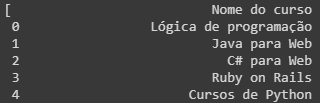 [ Nome do curso
0 Lógica de programação
1 Java para Web
2 C# para Web
3 Ruby on Rails
4 Cursos de Python